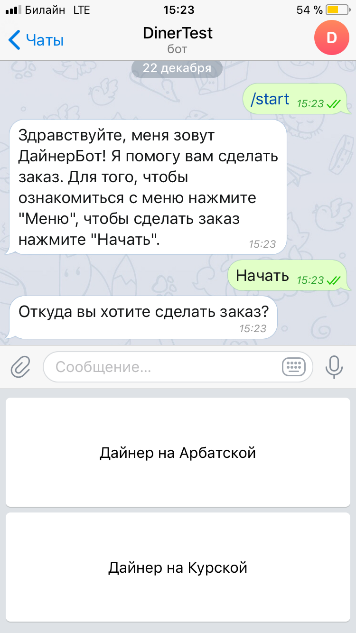 Билайн LTE 15:23 54 %
Чаты
DinerTest
бот
D
22 декабря
/start 15:23
Здравствуйте, меня зовут
ДайнерБот! Я помогу вам сделать
заказ. Для того, чтобы
ознакомиться с меню нажмите
"Меню", чтобы сделать заказ
нажмите "Начать".
15:23
Начать 15:23
Откуда вы хотите сделать заказ?
15:23
Сообщение...
Дайнер на Арбатской
Дайнер на Курской